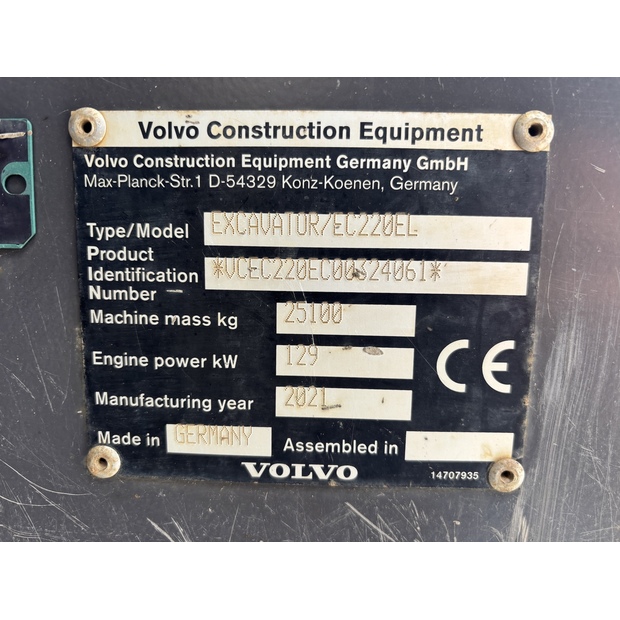 Volvo Construction Equipment
Volvo Construction Equipment Germany GmbH
Max-Planck-Str.1 D-54329 Konz-Koenen, Germany
Type/Model EXCAVATOR/EC220EL
Product Identification Number *VCEC220EC00324061*
Machine mass kg 25100
Engine power kW 129
Manufacturing year 2021
CE
Made in GERMANY Assembled in
VOLVO
14707935